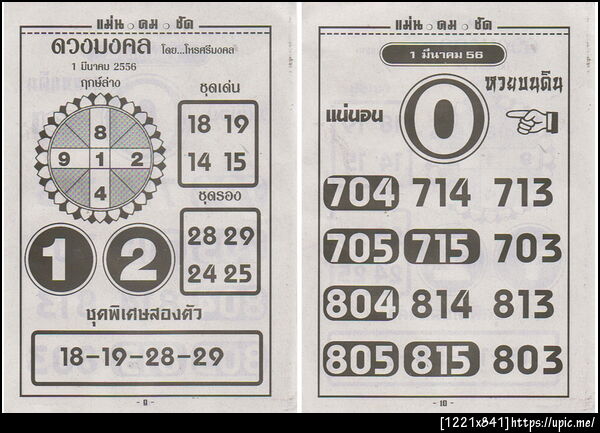 แม่น คม ชัด
ดวงมงคล โดย...โหรศรีมงคล
1 มีนาคม 2556
ฤกษ์ล่าง
8
9 1 2
4
1 2
ชุดเด่น
18 19
14 15
ชุดรอง
28 29
24 25
ชุดพิเศษสองตัว
18-19-28-29
- 9 -
แม่น คม ชัด
1 มีนาคม 56
หวยบนดิน
แน่นอน 0
704 714 713
705 715 703
804 814 813
805 815 803
- 10 -
[1221x841]https://upic.me/